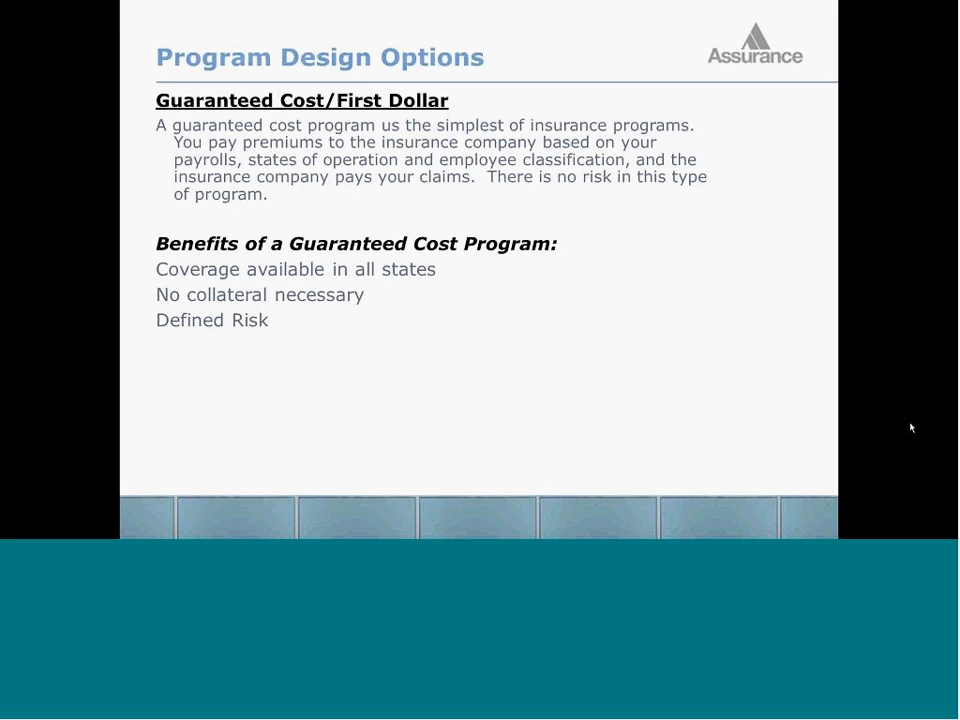 Program Design Options
Assurance
Guaranteed Cost/First Dollar
A guaranteed cost program us the simplest of insurance programs.
You pay premiums to the insurance company based on your
payrolls, states of operation and employee classification, and the
insurance company pays your claims.  There is no risk in this type
of program.
Benefits of a Guaranteed Cost Program:
Coverage available in all states
No collateral necessary
Defined Risk